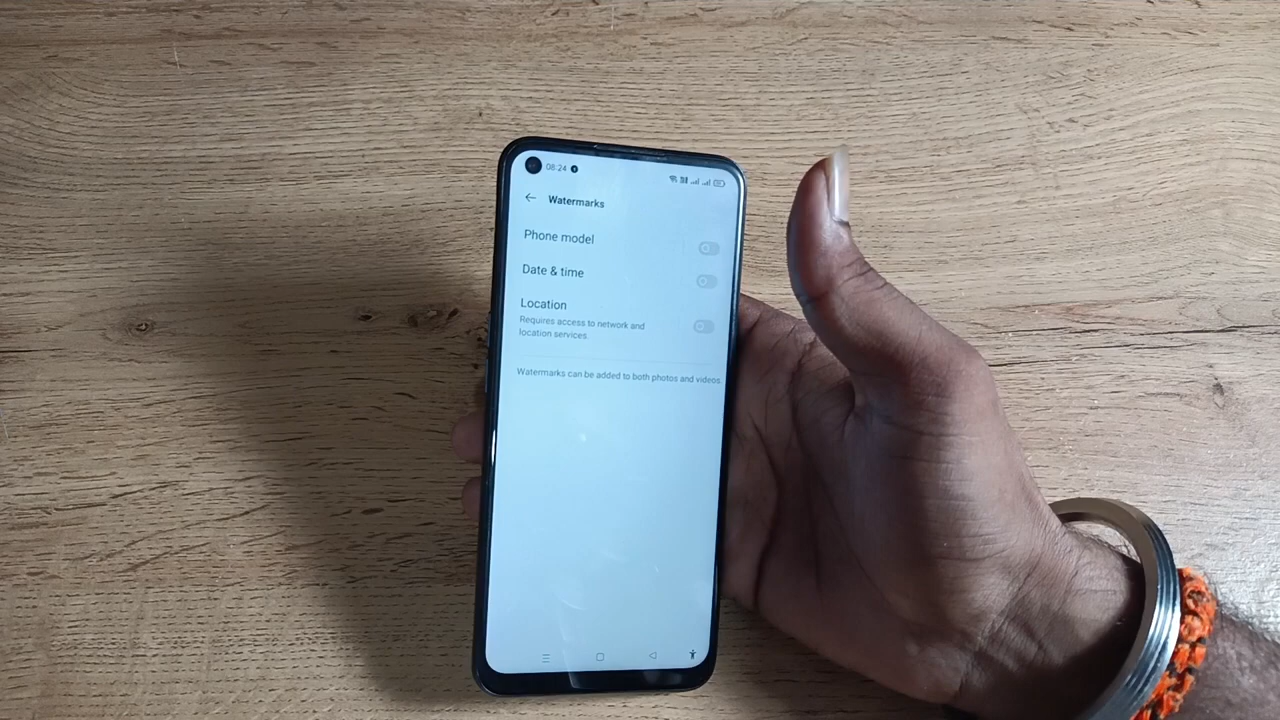 08:24
Watermarks
Phone model
Date & time
Location
Requires access to network and
location services.
Watermarks can be added to both photos and videos